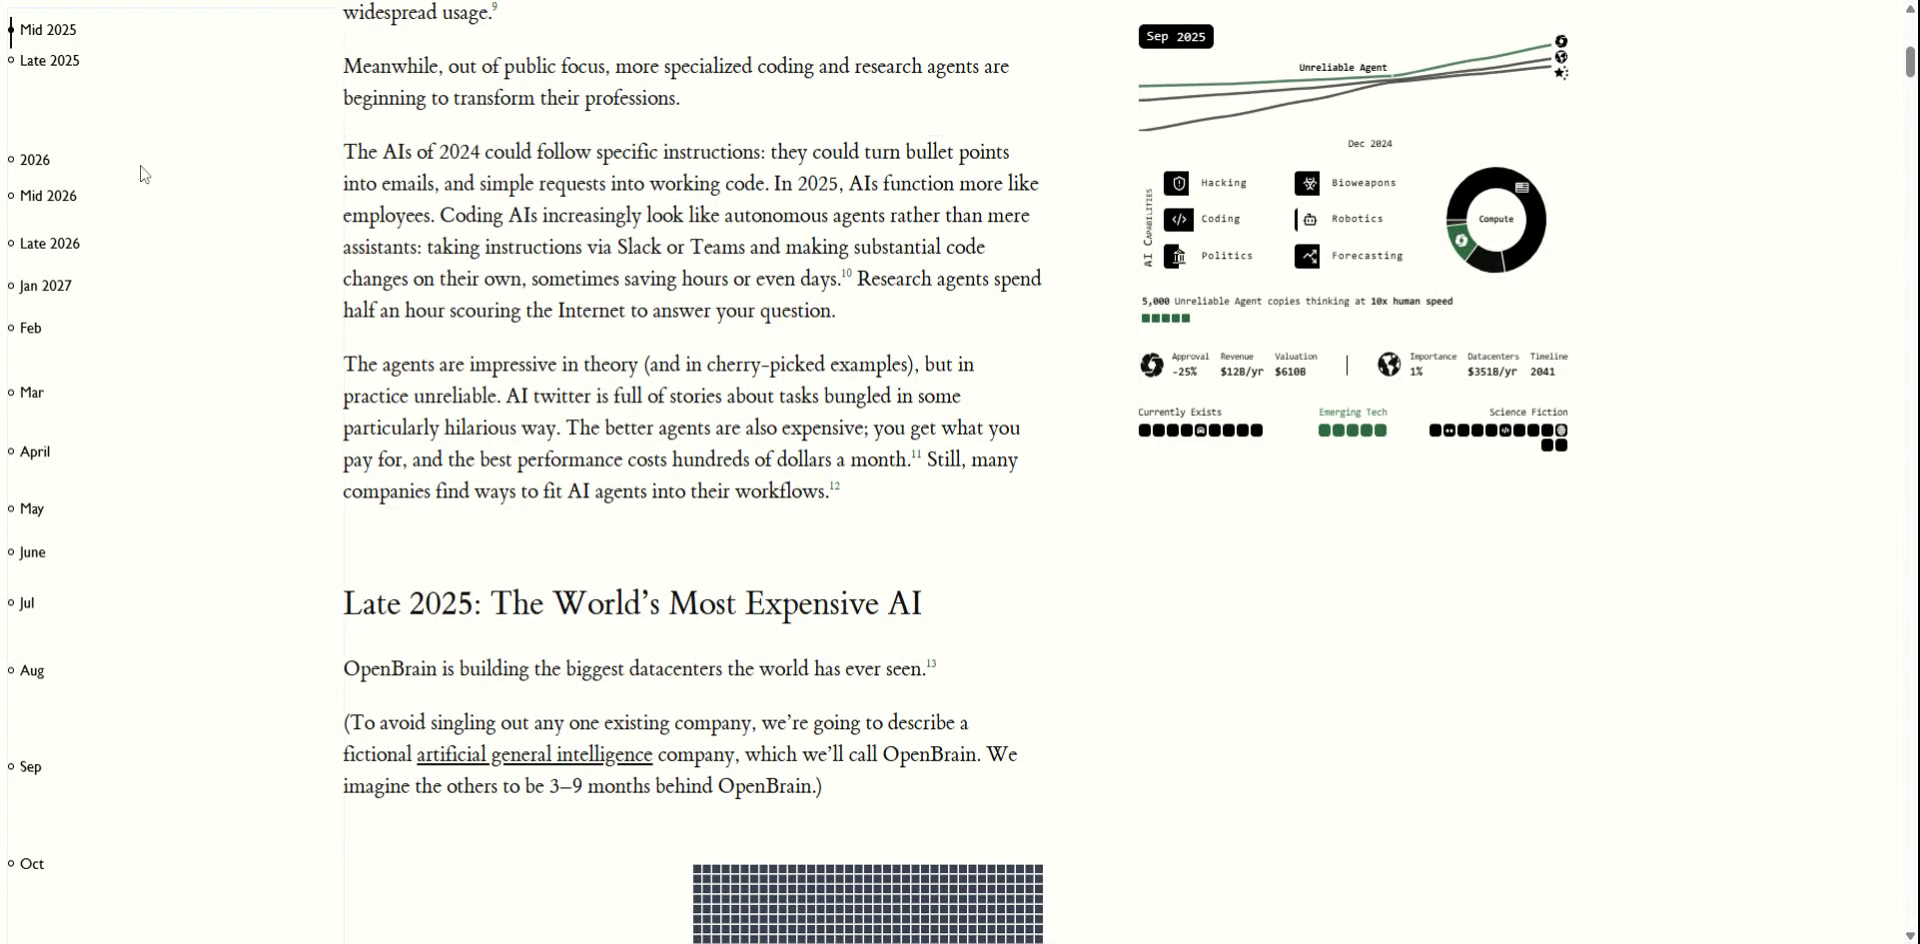 Mid 2025
Late 2025
2026
Mid 2026
Late 2026
Jan 2027
Feb
Mar
April
May
June
Jul
Aug
Sep
Oct
widespread usage.9
Meanwhile, out of public focus, more specialized coding and research agents are
beginning to transform their professions.
The AIs of 2024 could follow specific instructions: they could turn bullet points
into emails, and simple requests into working code. In 2025, AIs function more like
employees. Coding AIs increasingly look like autonomous agents rather than mere
assistants: taking instructions via Slack or Teams and making substantial code
changes on their own, sometimes saving hours or even days.10 Research agents spend
half an hour scouring the Internet to answer your question.
The agents are impressive in theory (and in cherry-picked examples), but in
practice unreliable. AI twitter is full of stories about tasks bungled in some
particularly hilarious way. The better agents are also expensive; you get what you
pay for, and the best performance costs hundreds of dollars a month.11 Still, many
companies find ways to fit AI agents into their workflows.12
Late 2025: The World’s Most Expensive AI
OpenBrain is building the biggest datacenters the world has ever seen.13
(To avoid singling out any one existing company, we’re going to describe a
fictional artificial general intelligence company, which we’ll call OpenBrain. We
imagine the others to be 3–9 months behind OpenBrain.)
Sep 2025
Unreliable Agent
Dec 2024
AI Capabilities
Hacking
Bioweapons
Coding
Robotics
Politics
Forecasting
Compute
5,000 Unreliable Agent copies thinking at 10x human speed
Approval Revenue Valuation
-25% $12B/yr $610B
Importance Datacenters Timeline
1% $351B/yr 2041
Currently Exists
Emerging Tech
Science Fiction